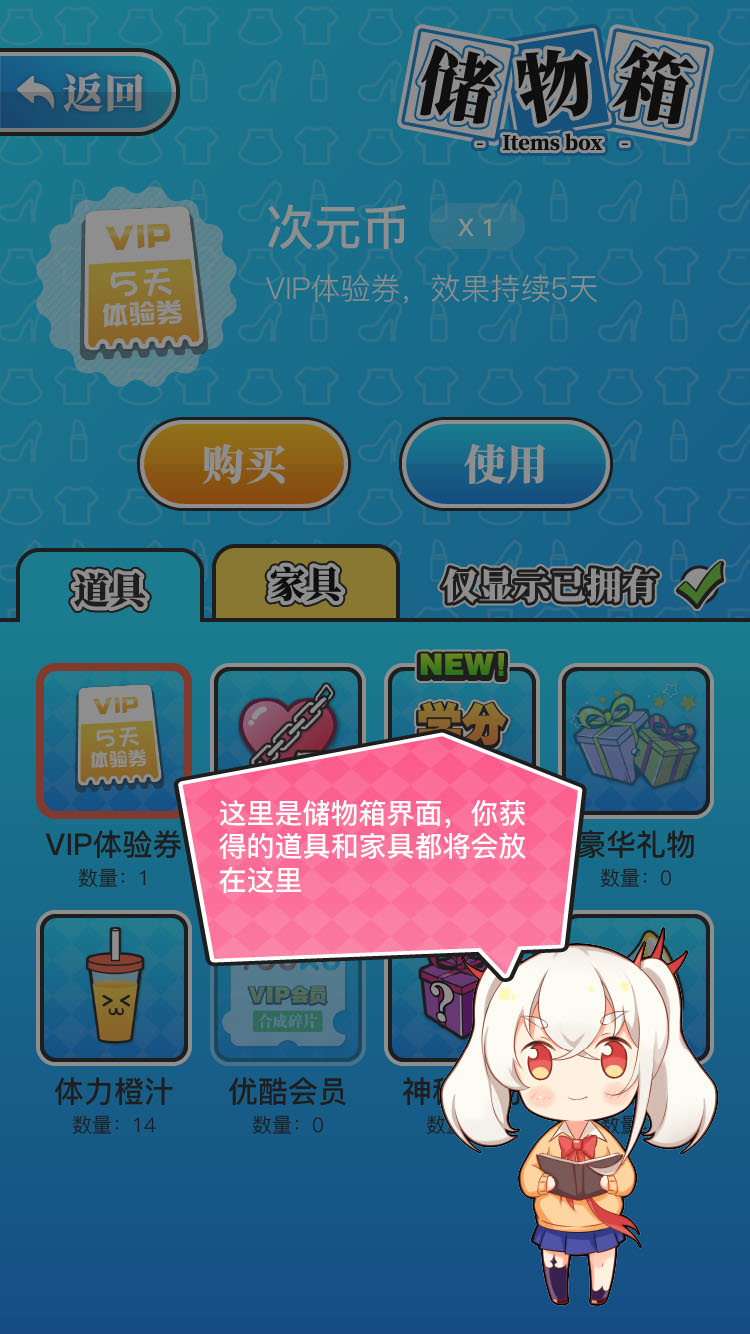 返回
储物箱
- Items box -
VIP
5天
体验券
次元币
X 1
VIP体验券，效果持续5天
购买
使用
道具
家具
仅显示已拥有
NEW!
VIP
5天
体验券
学分
这里是储物箱界面，你获
得的道具和家具都将会放
在这里
VIP体验券
数量：1
豪华礼物
数量：0
VIP会员
合成碎片
?
体力橙汁
数量：14
优酷会员
数量：0
神秘
数量